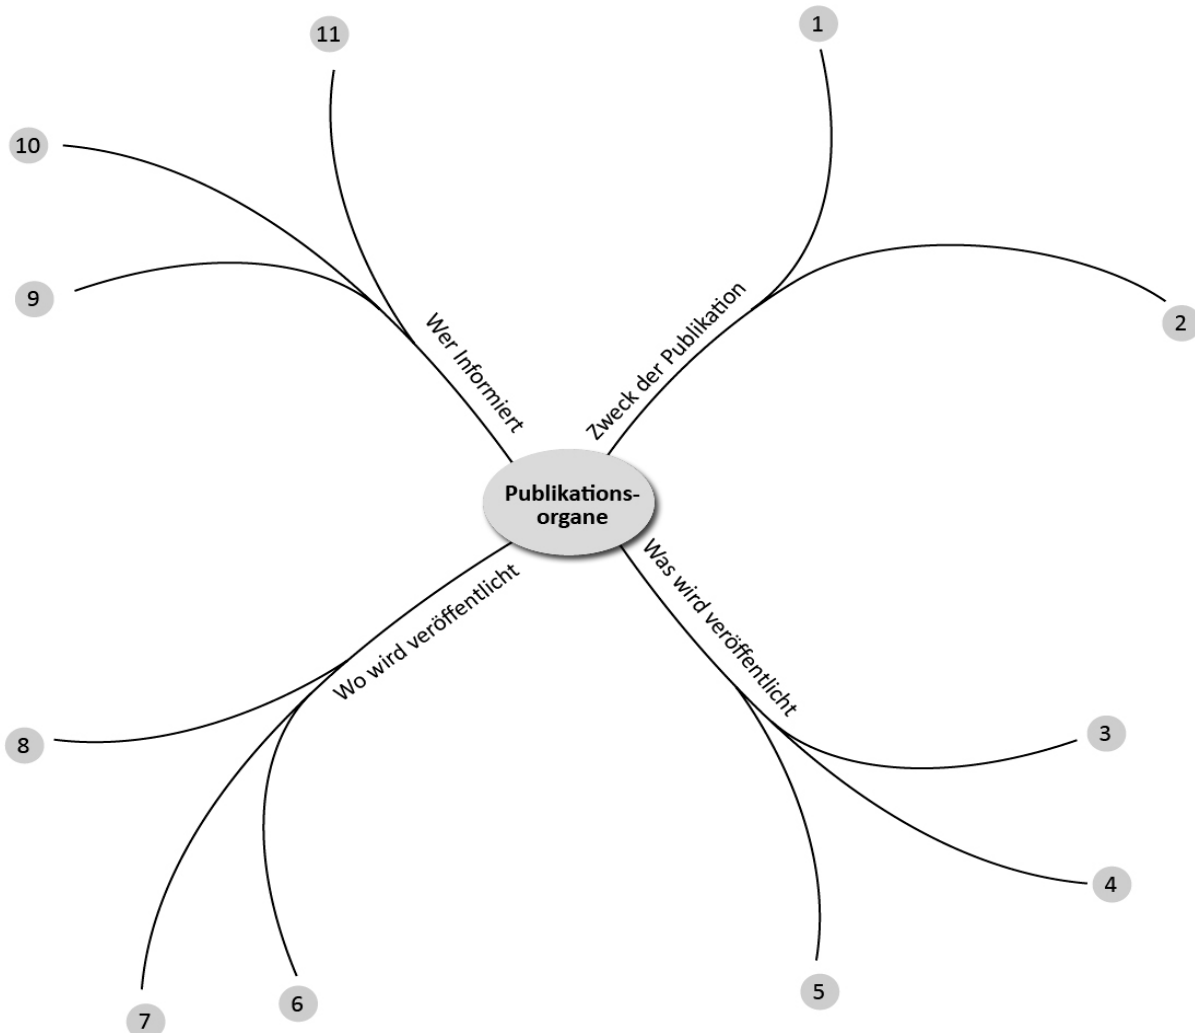 11
1
10
2
9
Wer Informiert
Zweck der Publikation
Publikations-
organe
Wo wird veröffentlicht
Was wird veröffentlicht
8
3
4
7
6
5